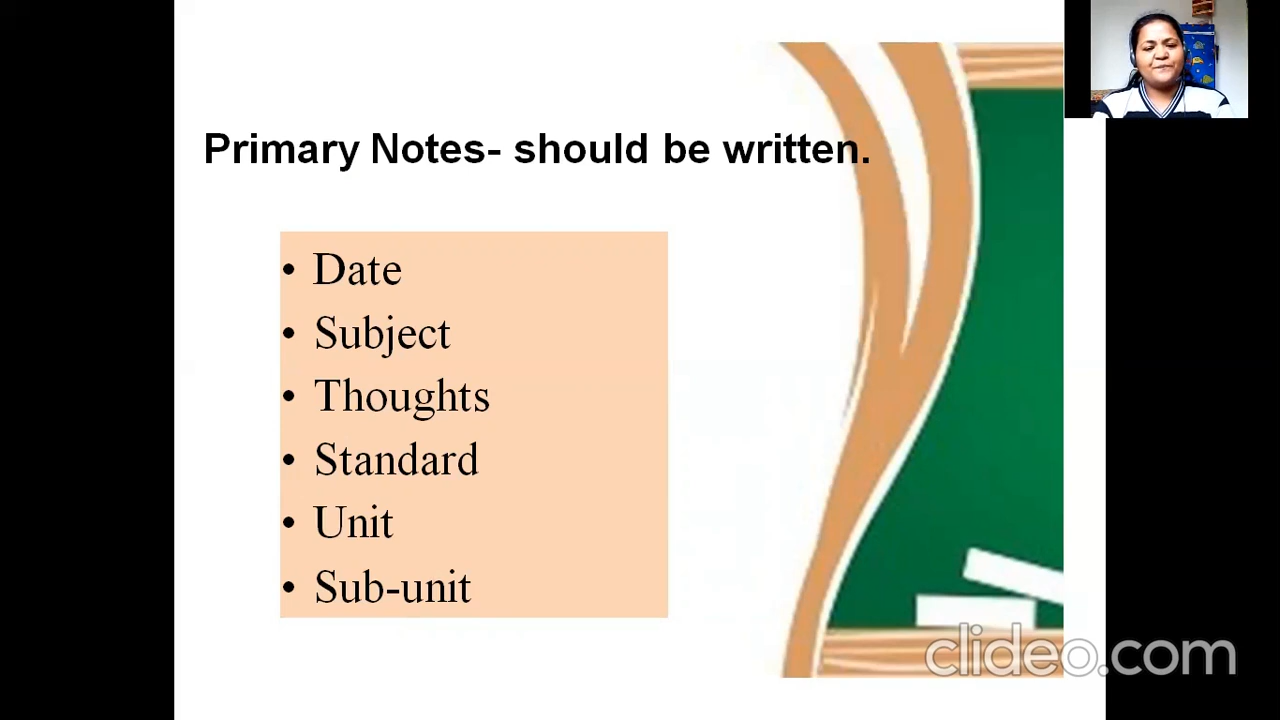 Primary Notes- should be written.
• Date
• Subject
• Thoughts
• Standard
• Unit
• Sub-unit
clideo.com